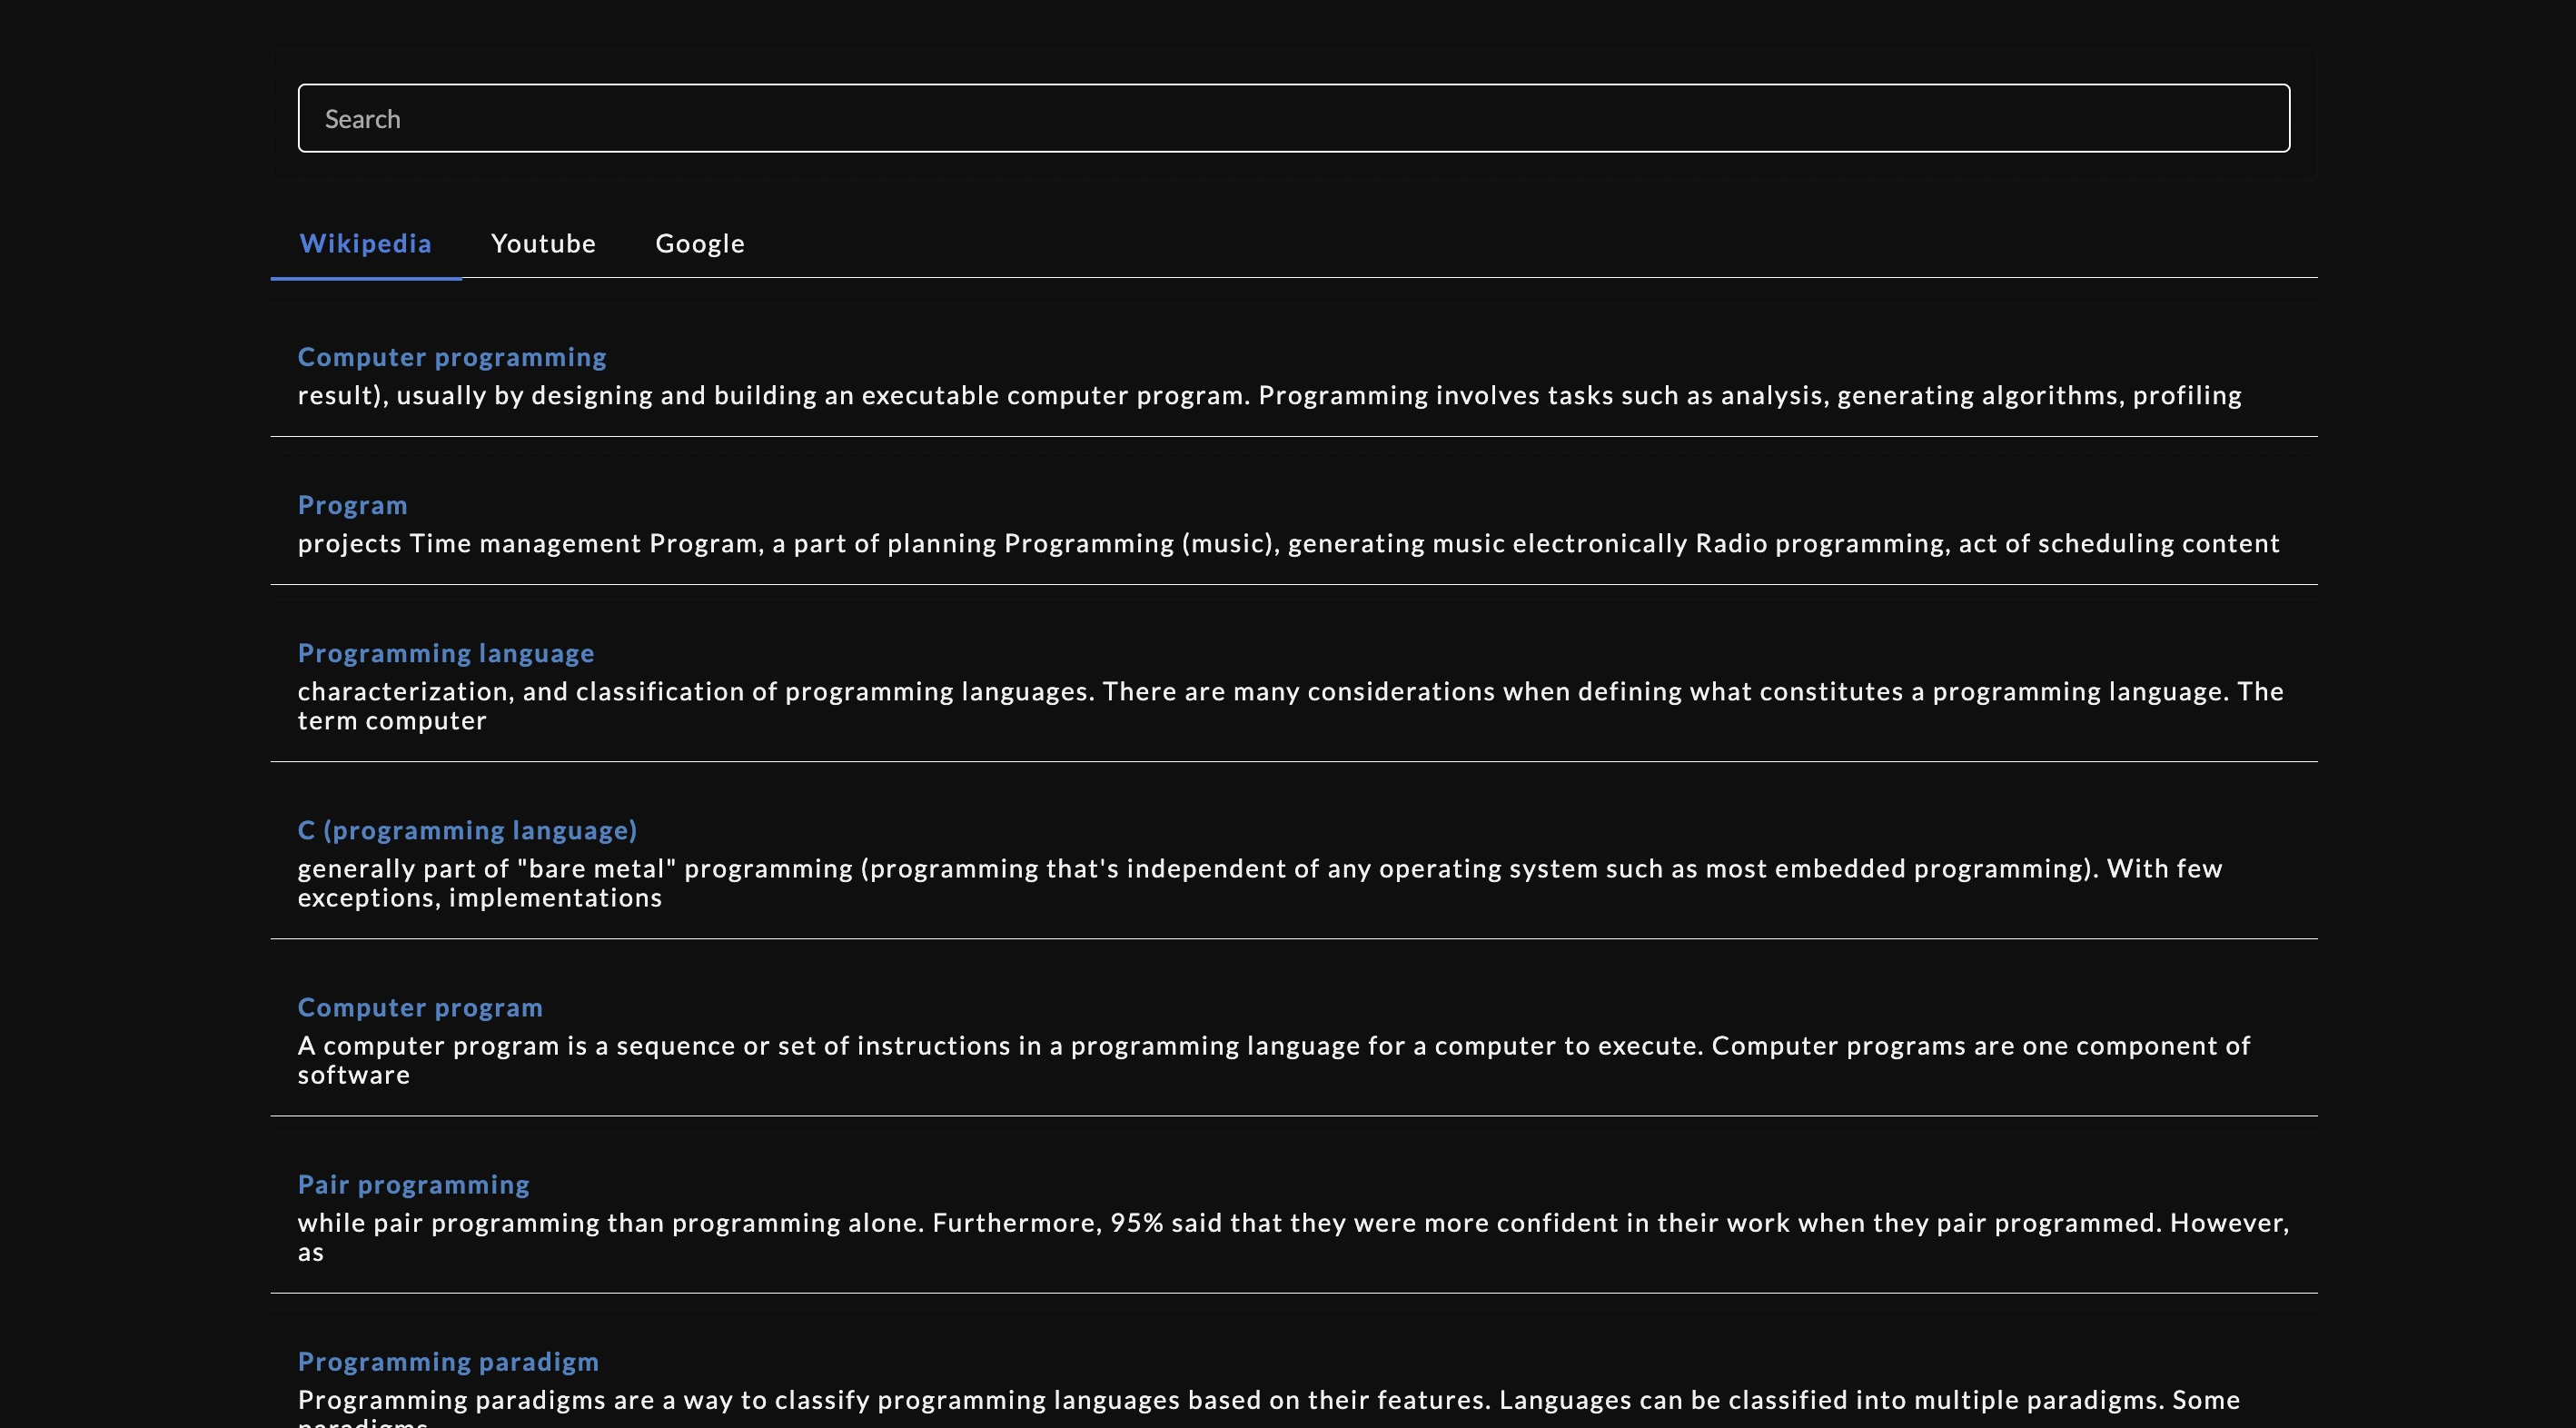 Search
Wikipedia Youtube Google
Computer programming
result), usually by designing and building an executable computer program. Programming involves tasks such as analysis, generating algorithms, profiling
Program
projects Time management Program, a part of planning Programming (music), generating music electronically Radio programming, act of scheduling content
Programming language
characterization, and classification of programming languages. There are many considerations when defining what constitutes a programming language. The
term computer
C (programming language)
generally part of "bare metal" programming (programming that's independent of any operating system such as most embedded programming). With few
exceptions, implementations
Computer program
A computer program is a sequence or set of instructions in a programming language for a computer to execute. Computer programs are one component of
software
Pair programming
while pair programming than programming alone. Furthermore, 95% said that they were more confident in their work when they pair programmed. However,
as
Programming paradigm
Programming paradigms are a way to classify programming languages based on their features. Languages can be classified into multiple paradigms. Some
paradigms